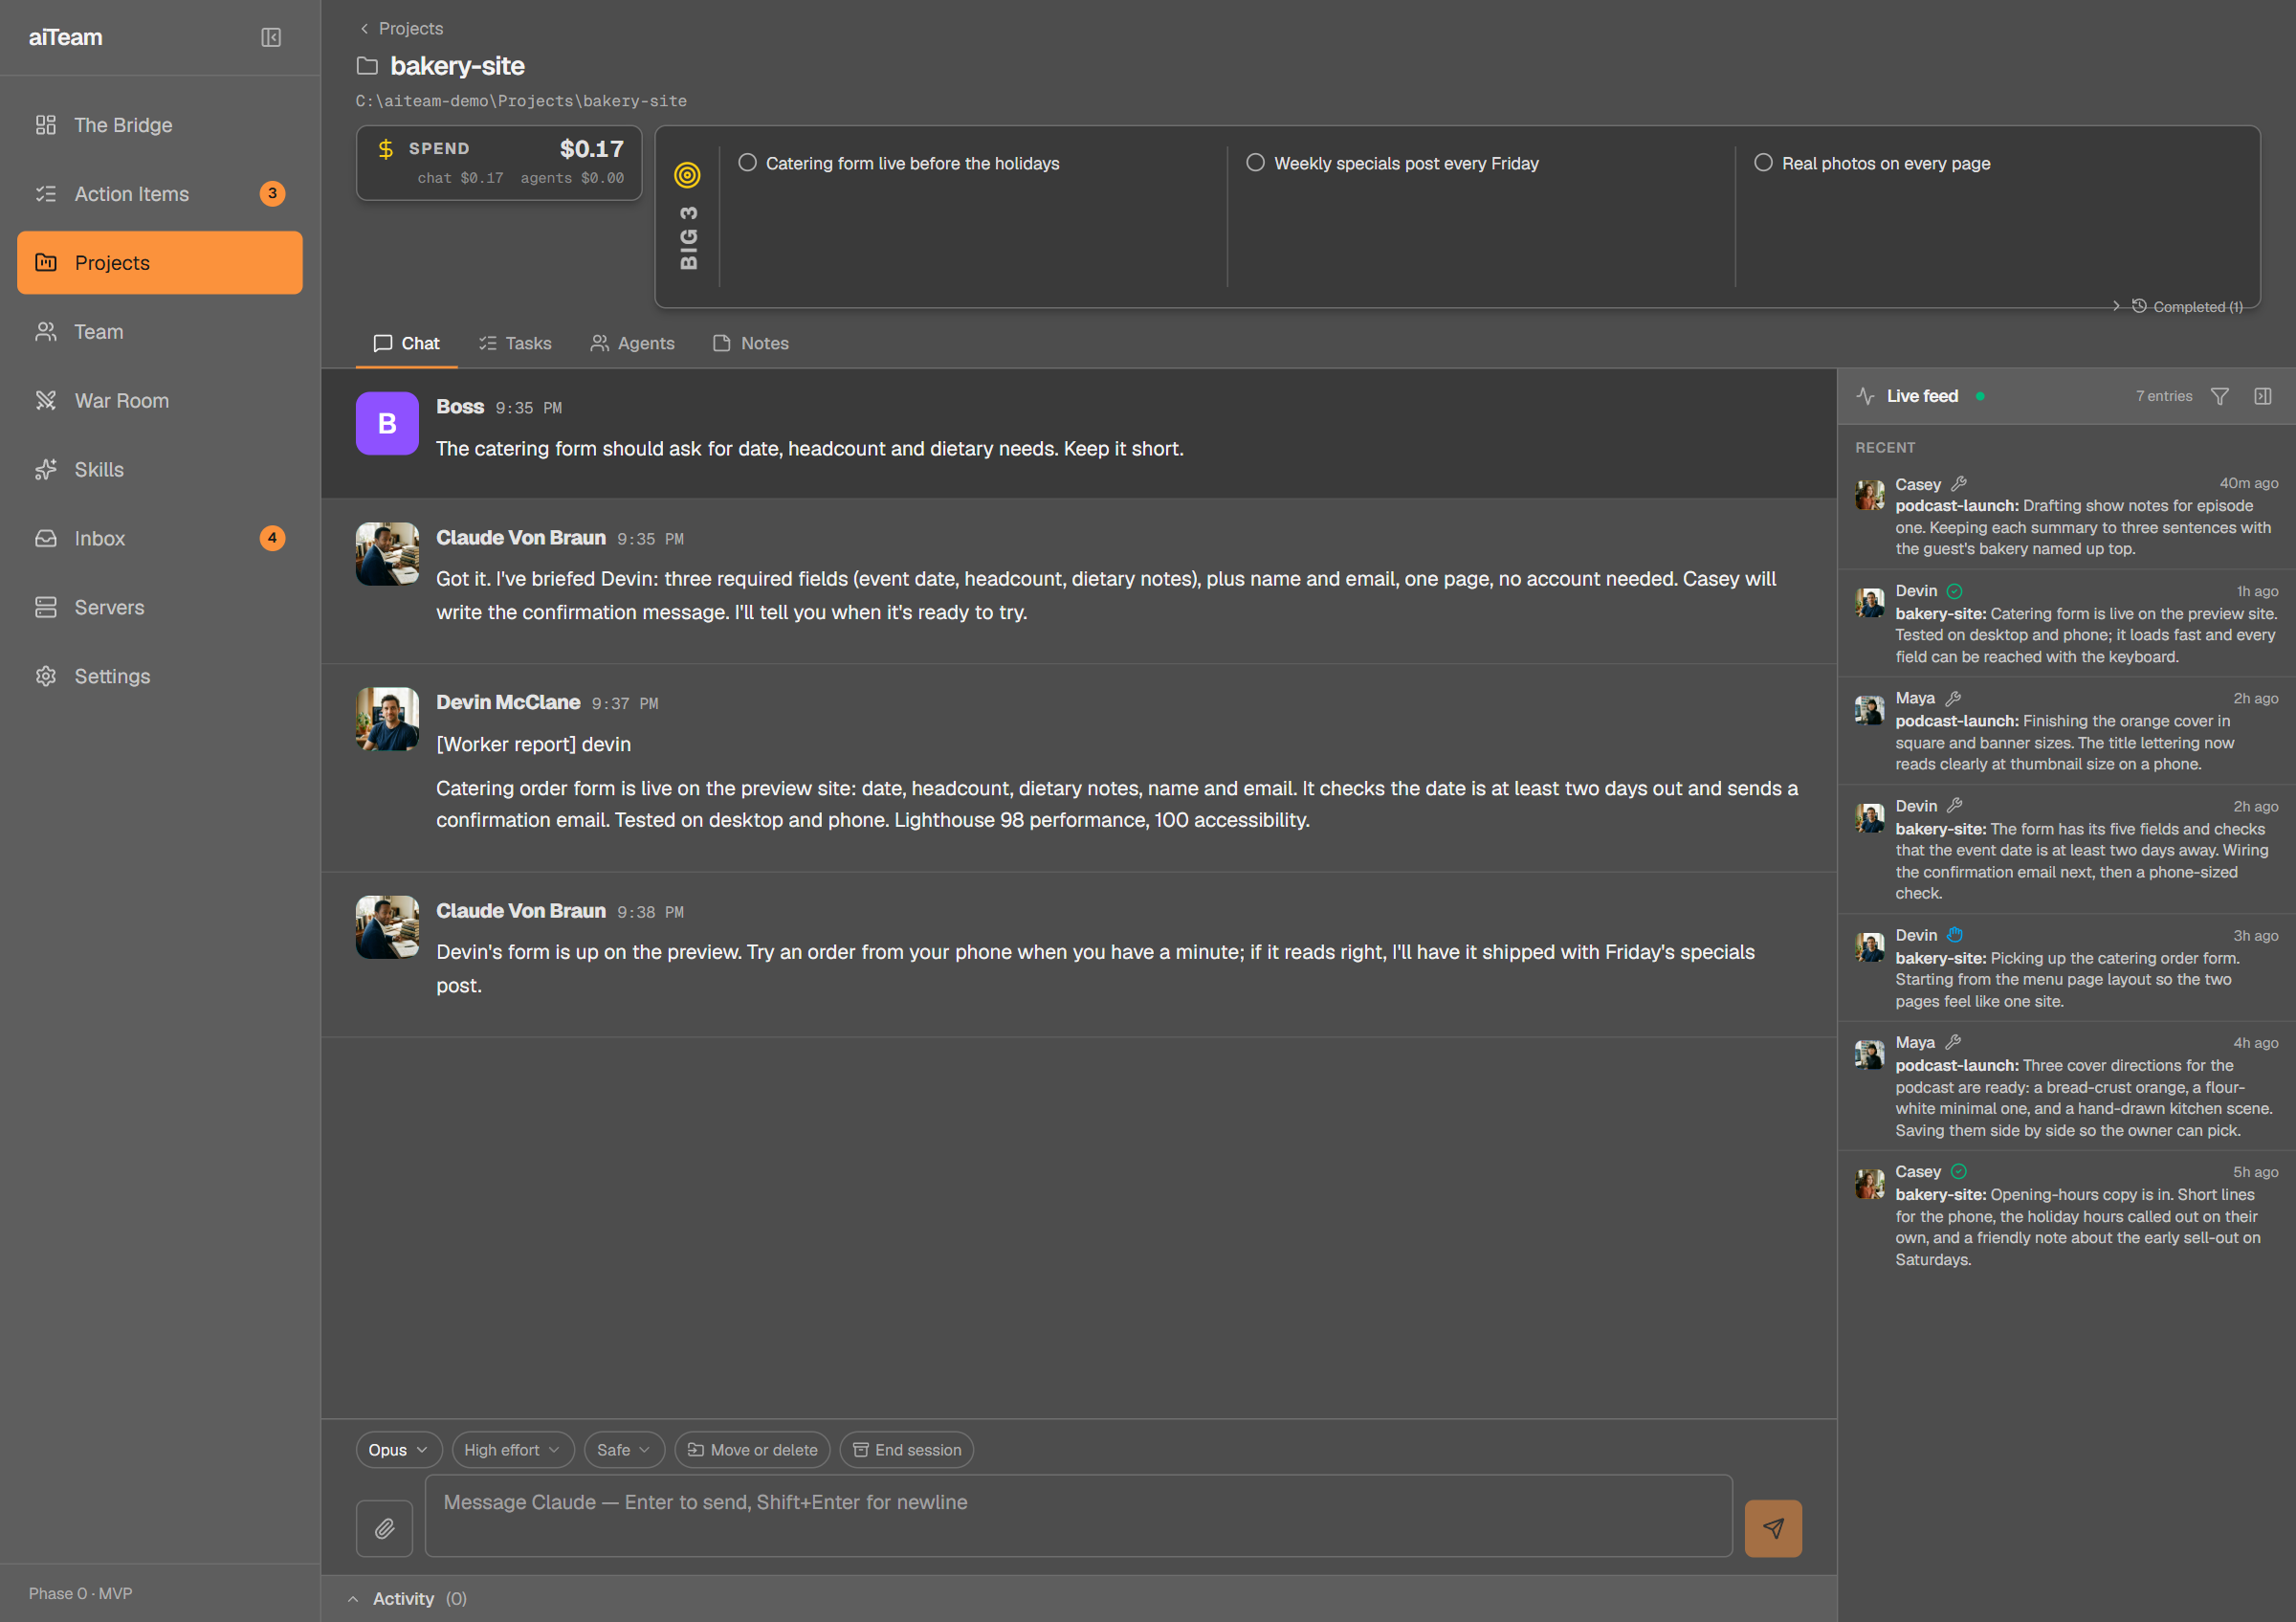 aiTeam
The Bridge
Action Items
3
Projects
Team
War Room
Skills
Inbox
4
Servers
Settings
Phase 0 · MVP
Projects
bakery-site
C:\aiteam-demo\Projects\bakery-site
SPEND $0.17
chat $0.17 agents $0.00
BIG 3
Catering form live before the holidays
Weekly specials post every Friday
Real photos on every page
Completed (1)
Chat
Tasks
Agents
Notes
B
Boss 9:35 PM
The catering form should ask for date, headcount and dietary needs. Keep it short.
Claude Von Braun 9:35 PM
Got it. I've briefed Devin: three required fields (event date, headcount, dietary notes), plus name and email, one page, no account needed. Casey will
write the confirmation message. I'll tell you when it's ready to try.
Devin McClane 9:37 PM
[Worker report] devin
Catering order form is live on the preview site: date, headcount, dietary notes, name and email. It checks the date is at least two days out and sends a
confirmation email. Tested on desktop and phone. Lighthouse 98 performance, 100 accessibility.
Claude Von Braun 9:38 PM
Devin's form is up on the preview. Try an order from your phone when you have a minute; if it reads right, I'll have it shipped with Friday's specials
post.
Opus
High effort
Safe
Move or delete
End session
Message Claude — Enter to send, Shift+Enter for newline
Activity (0)
Live feed
7 entries
RECENT
Casey 40m ago
podcast-launch: Drafting show notes for episode
one. Keeping each summary to three sentences with
the guest's bakery named up top.
Devin 1h ago
bakery-site: Catering form is live on the preview site.
Tested on desktop and phone; it loads fast and every
field can be reached with the keyboard.
Maya 2h ago
podcast-launch: Finishing the orange cover in
square and banner sizes. The title lettering now
reads clearly at thumbnail size on a phone.
Devin 2h ago
bakery-site: The form has its five fields and checks
that the event date is at least two days away. Wiring
the confirmation email next, then a phone-sized
check.
Devin 3h ago
bakery-site: Picking up the catering order form.
Starting from the menu page layout so the two
pages feel like one site.
Maya 4h ago
podcast-launch: Three cover directions for the
podcast are ready: a bread-crust orange, a flour-
white minimal one, and a hand-drawn kitchen scene.
Saving them side by side so the owner can pick.
Casey 5h ago
bakery-site: Opening-hours copy is in. Short lines
for the phone, the holiday hours called out on their
own, and a friendly note about the early sell-out on
Saturdays.